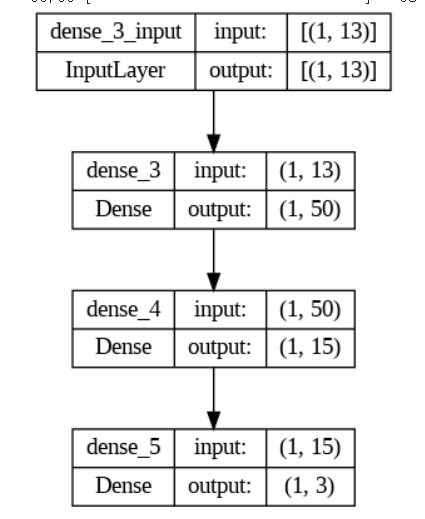 dense_3_input input: [(1, 13)]
InputLayer output: [(1, 13)]
dense_3 input: (1, 13)
Dense output: (1, 50)
dense_4 input: (1, 50)
Dense output: (1, 15)
dense_5 input: (1, 15)
Dense output: (1, 3)